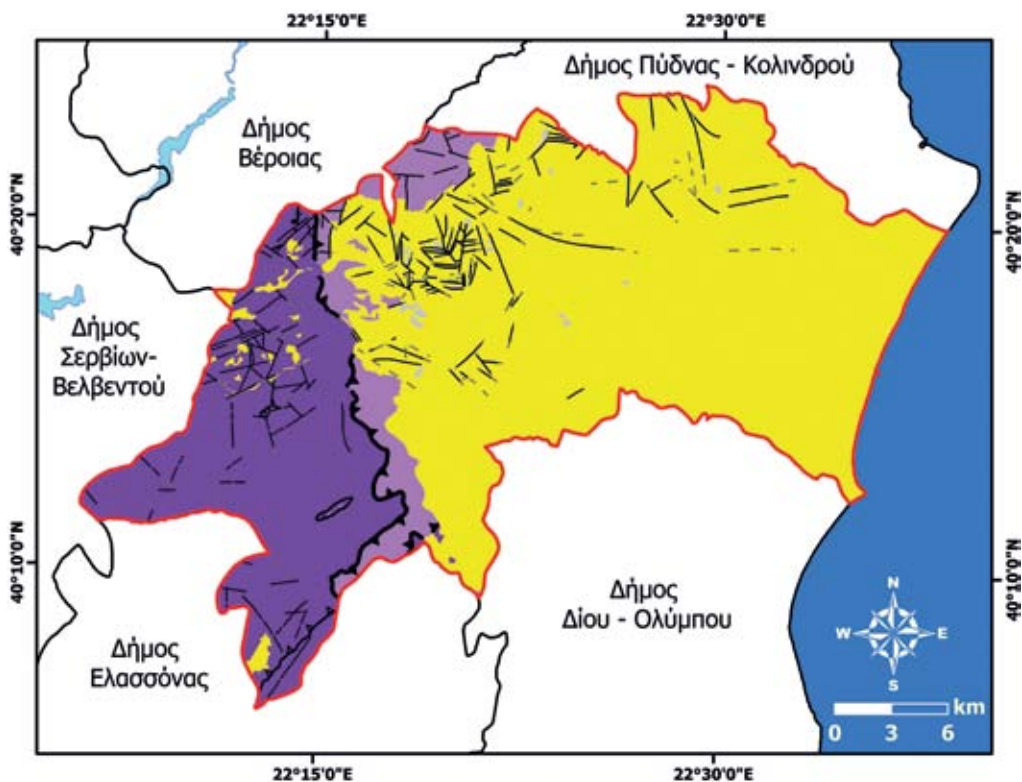 22°15'0"E
22°30'0"E
Δήμος Πύδνας - Κολινδρού
Δήμος
Βέροιας
40°20'0"N
40°20'0"N
Δήμος
Σερβίων-
Βελβεντού
40°10'0"N
40°10'0"N
Δήμος
Δίου - Ολύμπου
Δήμος
Ελασσόνας
N
W
E
S
km
0 3 6
22°15'0"E
22°30'0"E